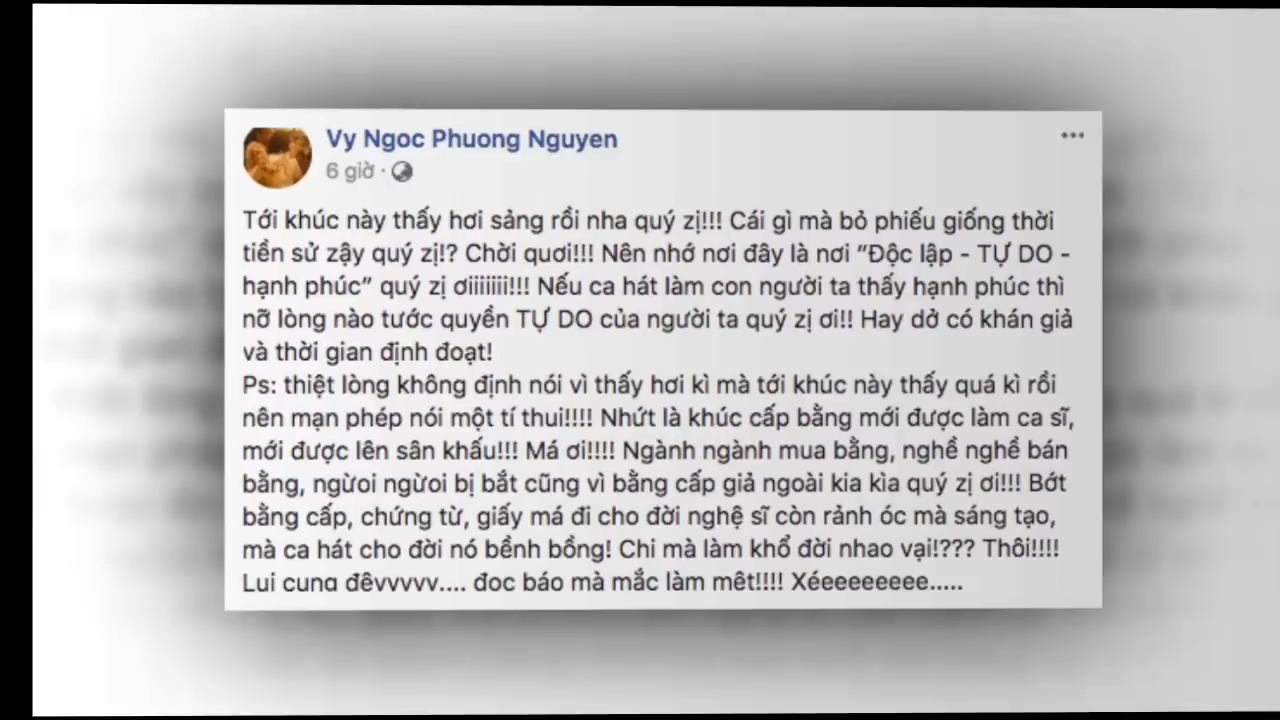 Vy Ngoc Phuong Nguyen
6 giờ ·
Tới khúc này thấy hơi sảng rồi nha quý zị!!! Cái gì mà bỏ phiếu giống thời
tiền sử zậy quý zị!? Chời quơi!!! Nên nhớ nơi đây là nơi "Độc lập - TỰ DO -
hạnh phúc" quý zị ơiiiiiii!!! Nếu ca hát làm con người ta thấy hạnh phúc thì
nỡ lòng nào tước quyền TỰ DO của người ta quý zị ơi!! Hay dở có khán giả
và thời gian định đoạt!
Ps: thiệt lòng không định nói vì thấy hơi kì mà tới khúc này thấy quá kì rồi
nên mạn phép nói một tí thui!!!! Nhứt là khúc cấp bằng mới được làm ca sĩ,
mới được lên sân khấu!!! Má ơi!!!! Ngành ngành mua bằng, nghề nghề bán
bằng, ngừoi ngừoi bị bắt cũng vì bằng cấp giả ngoài kia kìa quý zị ơi!!! Bớt
bằng cấp, chứng từ, giấy má đi cho đời nghệ sĩ còn rảnh óc mà sáng tạo,
mà ca hát cho đời nó bềnh bồng! Chi mà làm khổ đời nhao vại!??? Thôi!!!!
Lui cung đêvvvvv.... đọc báo mà mắc làm mệt!!!! Xéeeeeeeee.....